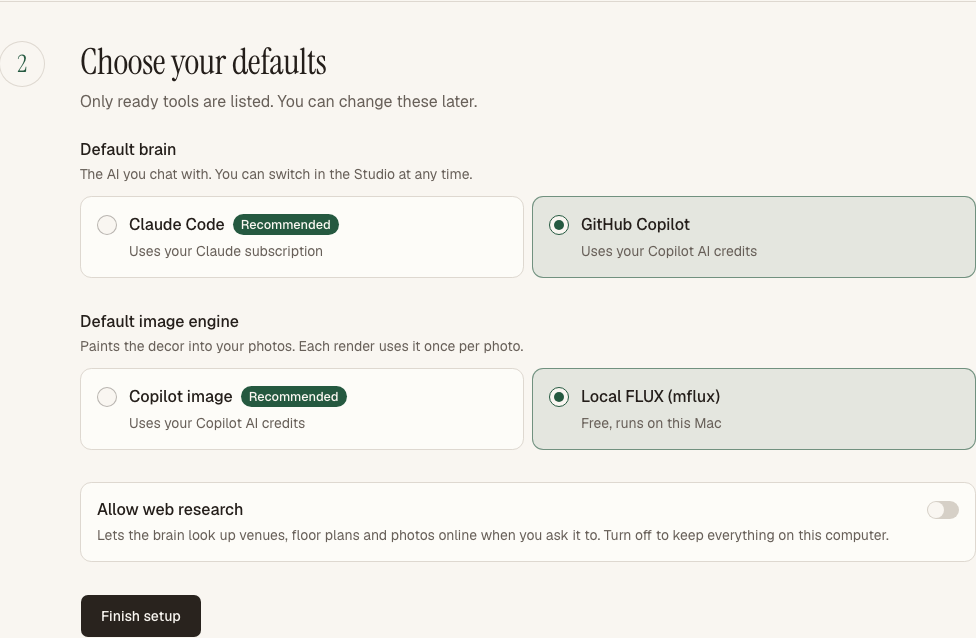 2
Choose your defaults
Only ready tools are listed. You can change these later.
Default brain
The AI you chat with. You can switch in the Studio at any time.
Claude Code Recommended
Uses your Claude subscription
GitHub Copilot
Uses your Copilot AI credits
Default image engine
Paints the decor into your photos. Each render uses it once per photo.
Copilot image Recommended
Uses your Copilot AI credits
Local FLUX (mflux)
Free, runs on this Mac
Allow web research
Lets the brain look up venues, floor plans and photos online when you ask it to. Turn off to keep everything on this computer.
Finish setup